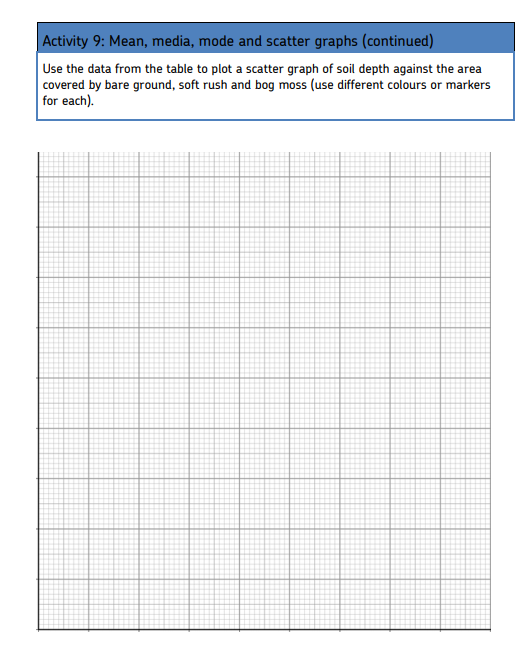 Activity 9: Mean, media, mode and scatter graphs (continued)
Use the data from the table to plot a scatter graph of soil depth against the area
covered by bare ground, soft rush and bog moss (use different colours or markers
for each).